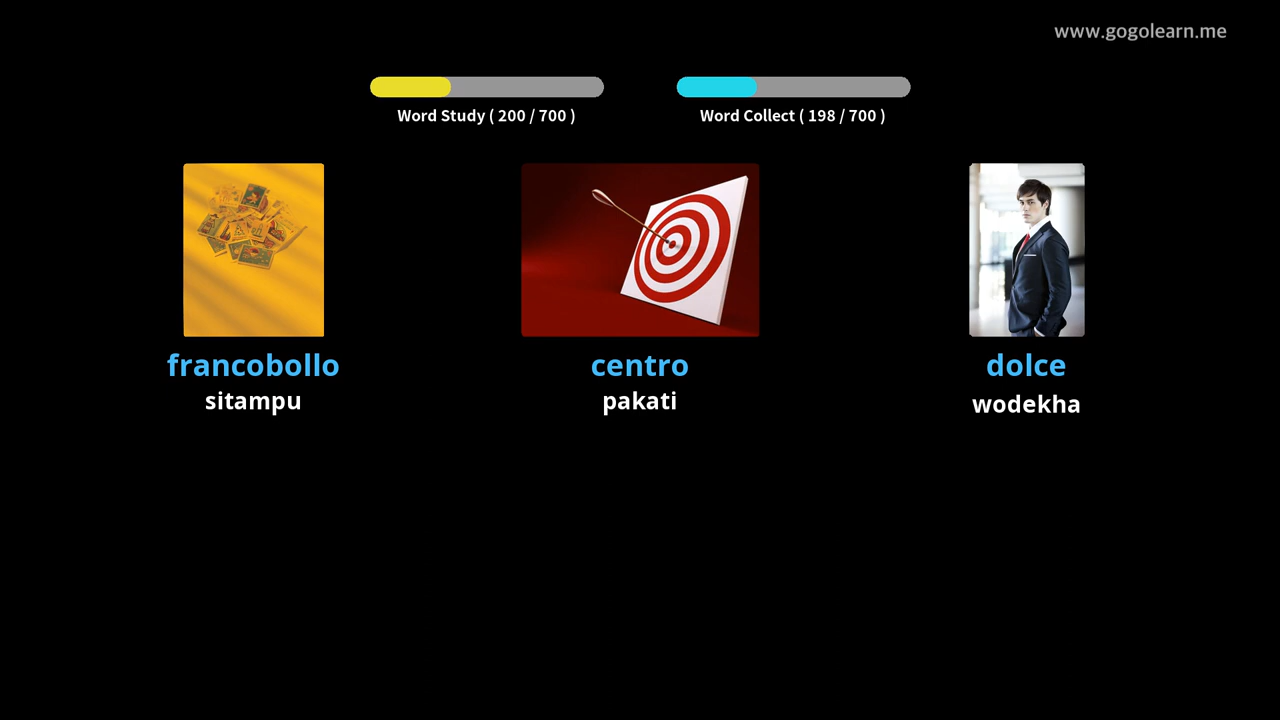 www.gogolearn.me
Word Study ( 200 / 700 )
Word Collect ( 198 / 700 )
francobollo
sitampu
centro
pakati
dolce
wodekha